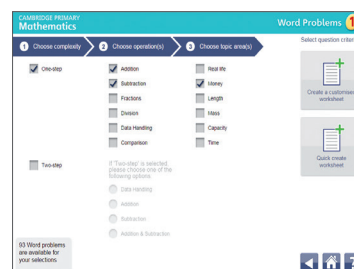 CAMBRIDGE PRIMARY
Mathematics
Word Problems 1
1 Choose complexity
2 Choose operation(s)
3 Choose topic area(s)
Select question criter
One-step
Addition
Subtraction
Fractions
Division
Data Handling
Comparison
Real life
Money
Length
Mass
Capacity
Time
Create a customised
worksheet
Quick create
worksheet
Two-step
If 'Two-step' is selected
please choose one of the
following options
Data Handling
Addition
Subtraction
Addition & Subtraction
93 Word problems
are available for
your selections
?